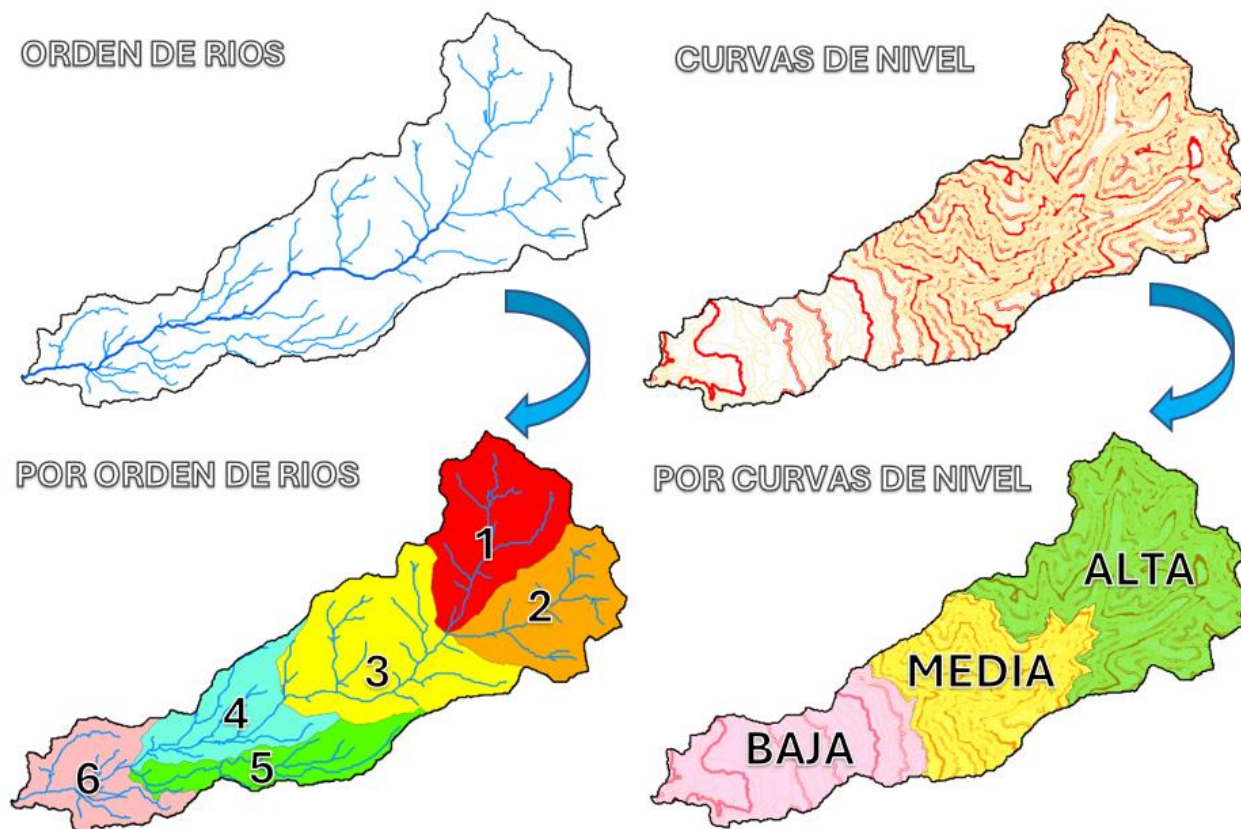 ORDEN DE RIOS
CURVAS DE NIVEL
POR ORDEN DE RIOS
POR CURVAS DE NIVEL
1
2
3
4
5
6
ALTA
MEDIA
BAJA